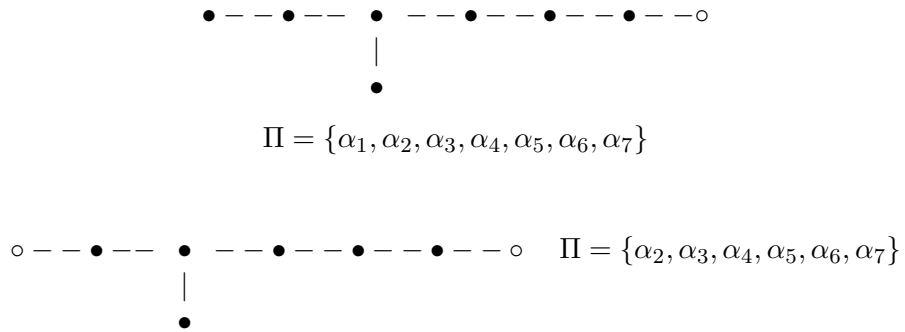 Π = {α₁, α₂, α₃, α₄, α₅, α₆, α₇}
Π = {α₂, α₃, α₄, α₅, α₆, α₇}